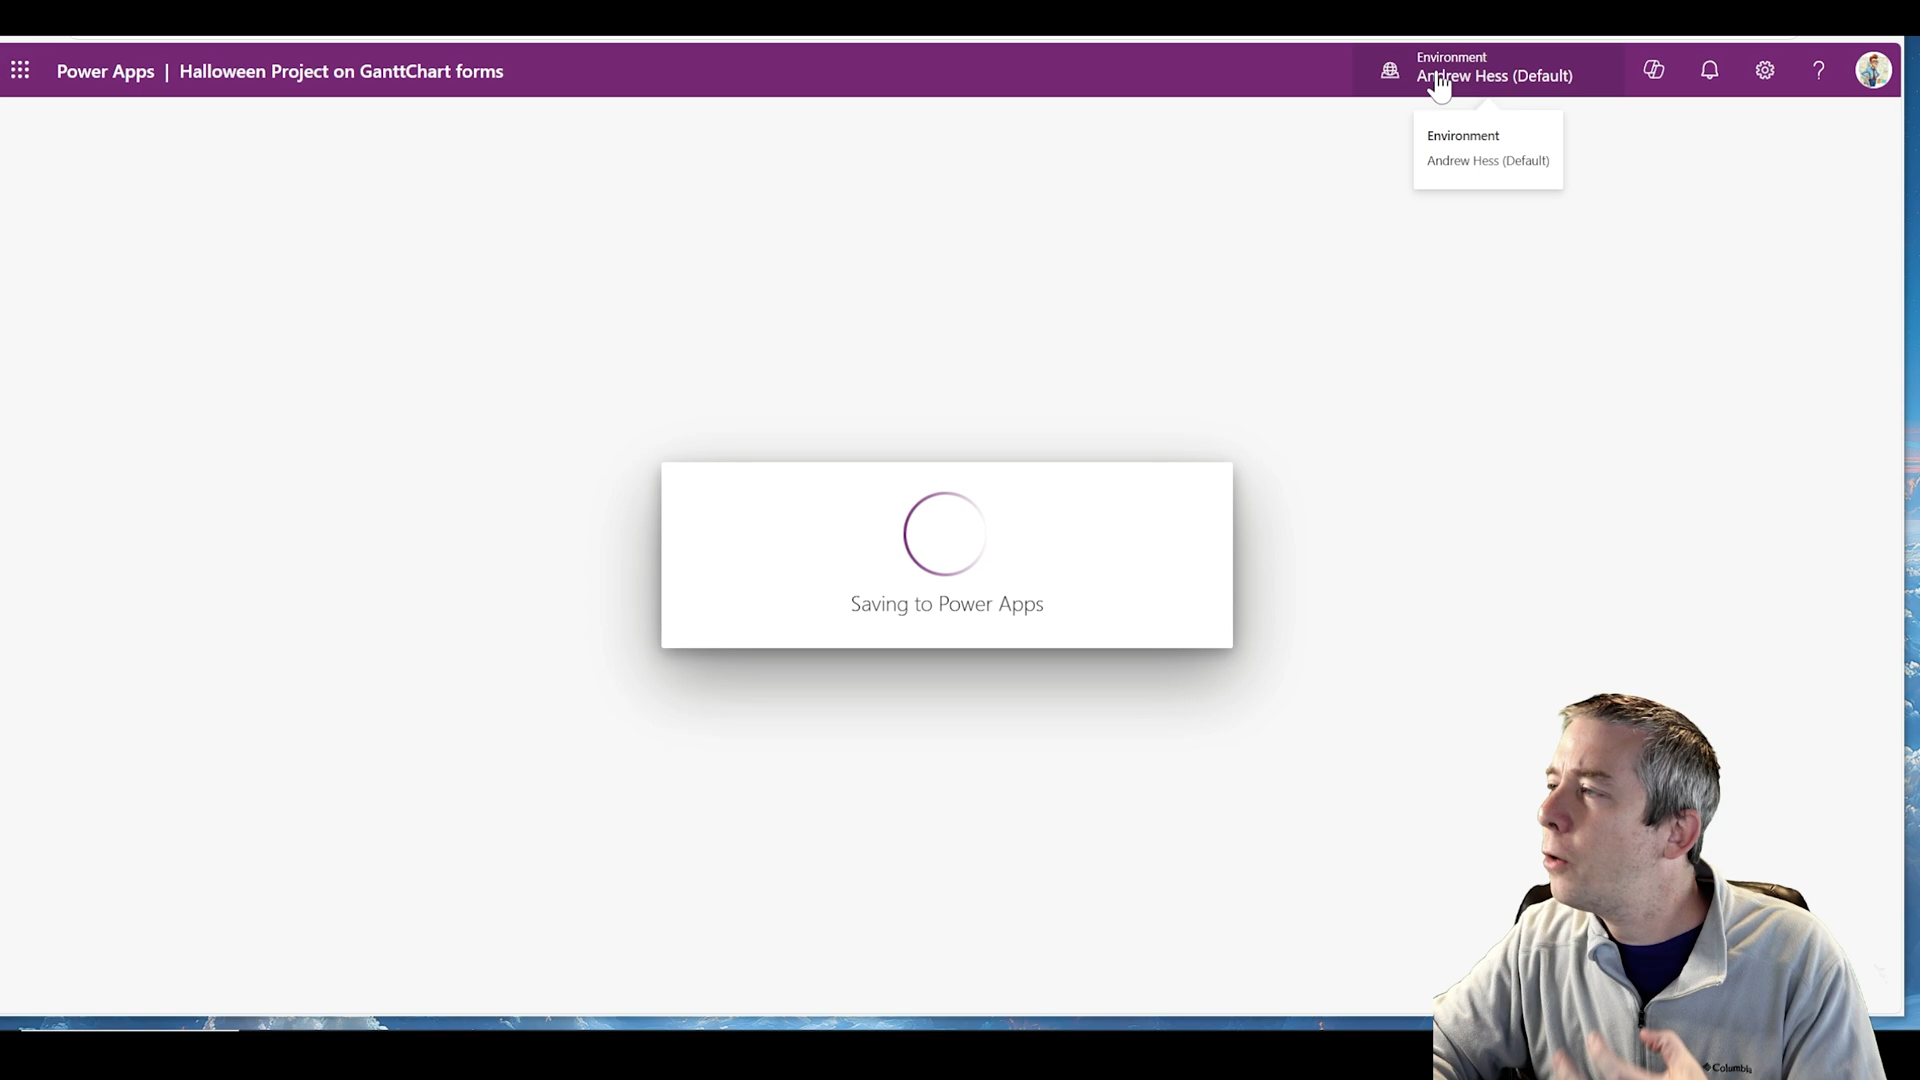 Power Apps | Halloween Project on GanttChart forms
Environment
Andrew Hess (Default)
Environment
Andrew Hess (Default)
Saving to Power Apps
Columbia